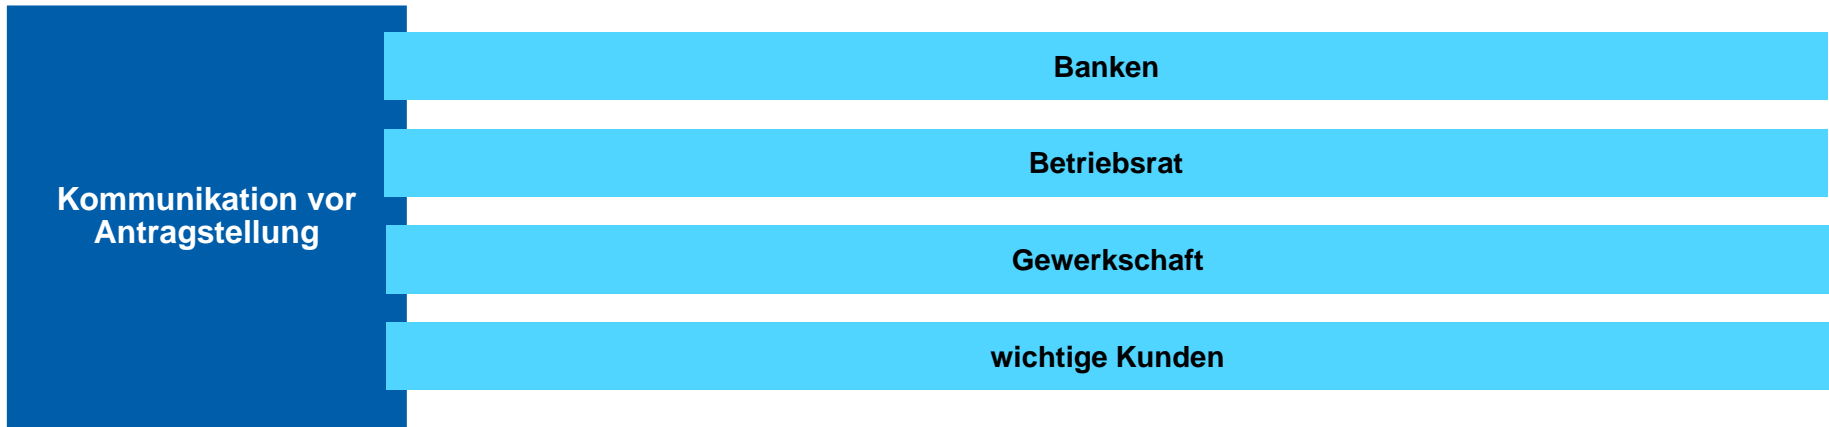 Kommunikation vor
Antragstellung
Banken
Betriebsrat
Gewerkschaft
wichtige Kunden